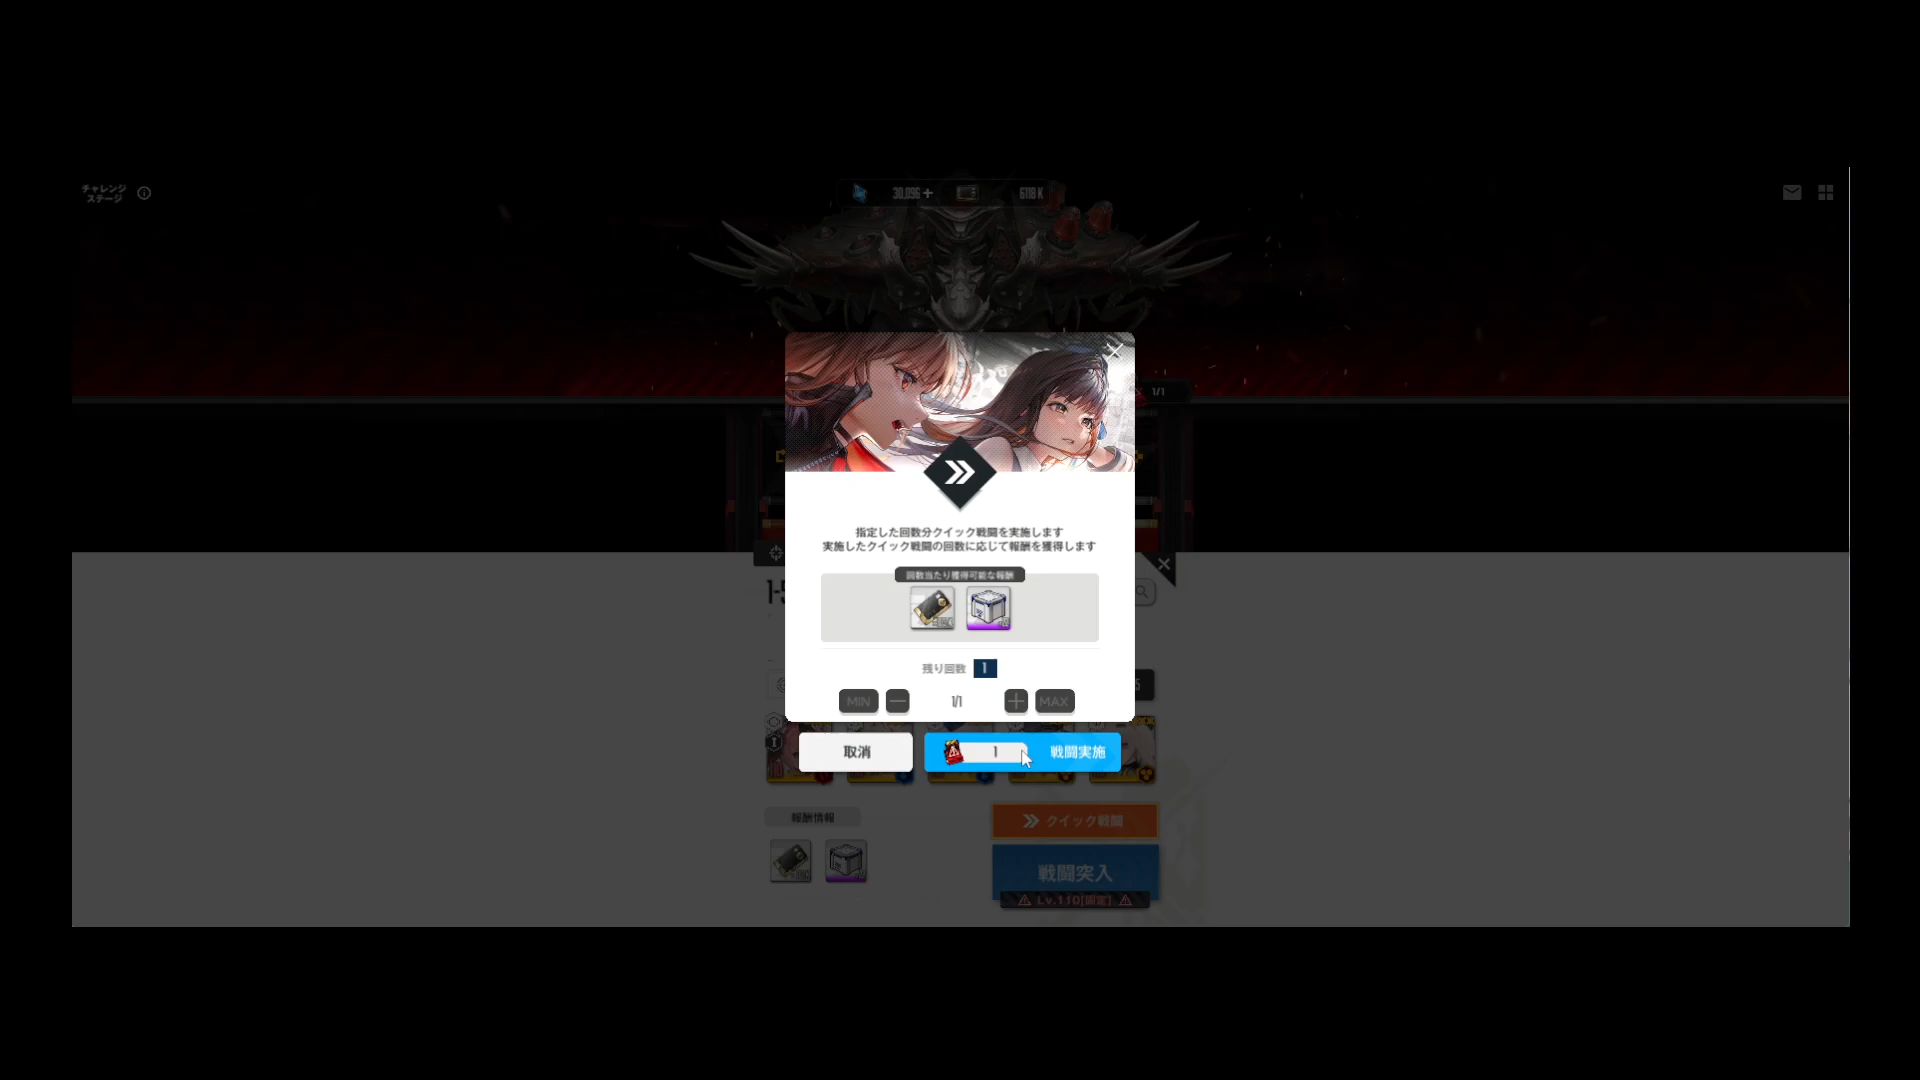 チャレンジ
ステージ
30,096
6118 K
1/1
指定した回数分クイック戦闘を実施します
実施したクイック戦闘の回数に応じて報酬を獲得します
回数当たり獲得可能な報酬
残り回数 1
MIN 1/1 MAX
取消 1 戦闘実施
報酬情報
クイック戦闘
戦闘突入
Lv.110[固定]